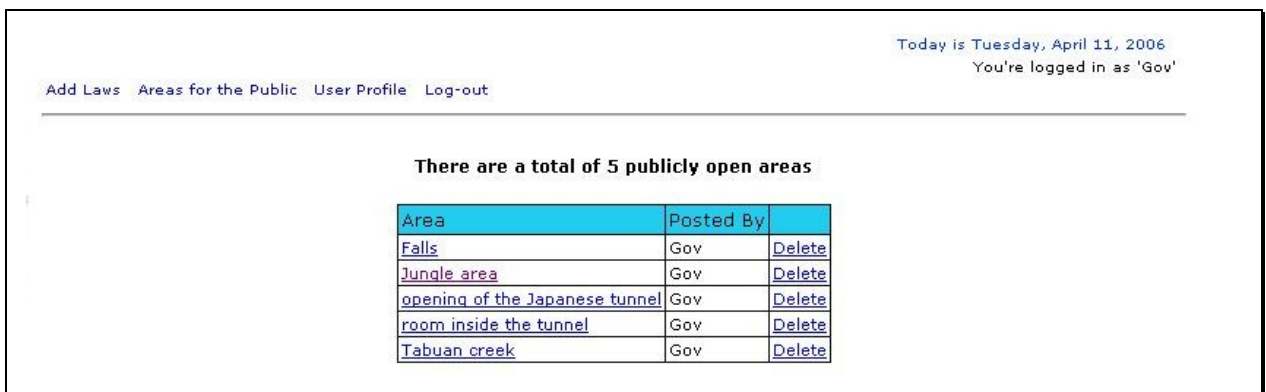 Today is Tuesday, April 11, 2006
You're logged in as 'Gov'
Add Laws Areas for the Public User Profile Log-out
There are a total of 5 publicly open areas
Area Posted By
Falls Gov Delete
Jungle area Gov Delete
opening of the Japanese tunnel Gov Delete
room inside the tunnel Gov Delete
Tabuan creek Gov Delete